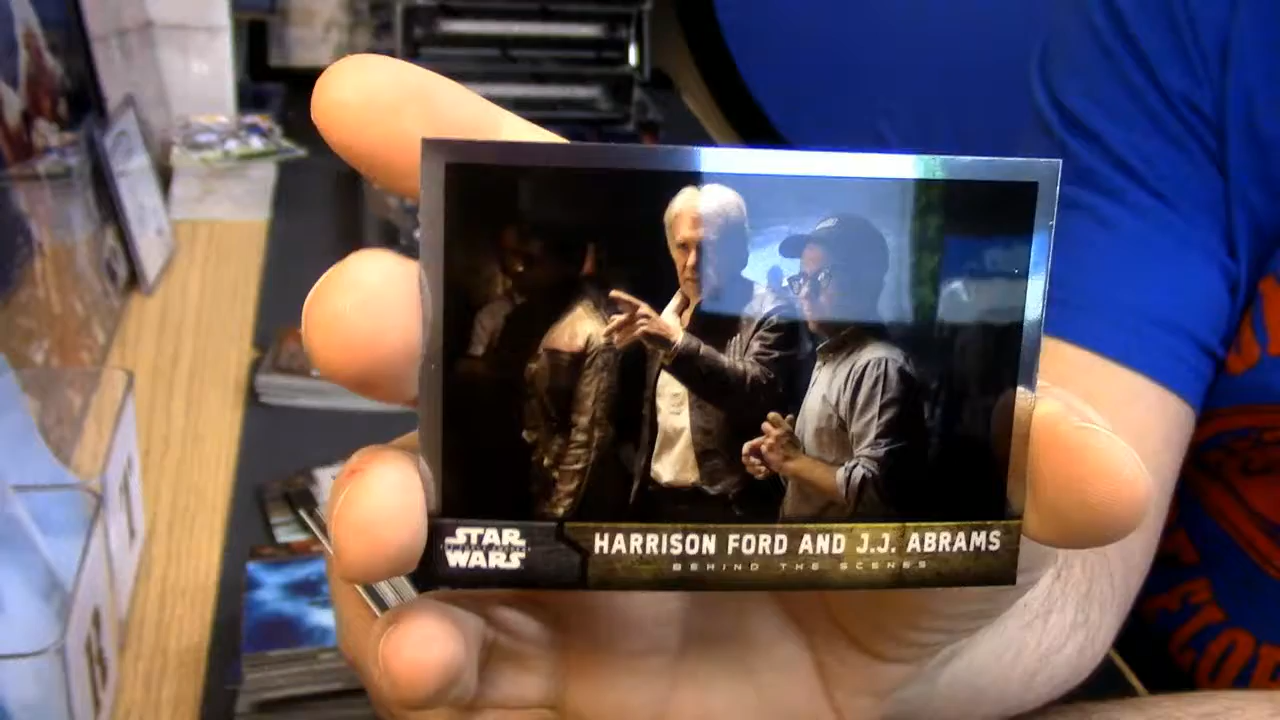 STAR
WARS
HARRISON FORD AND J.J. ABRAMS
BEHIND THE SCENES